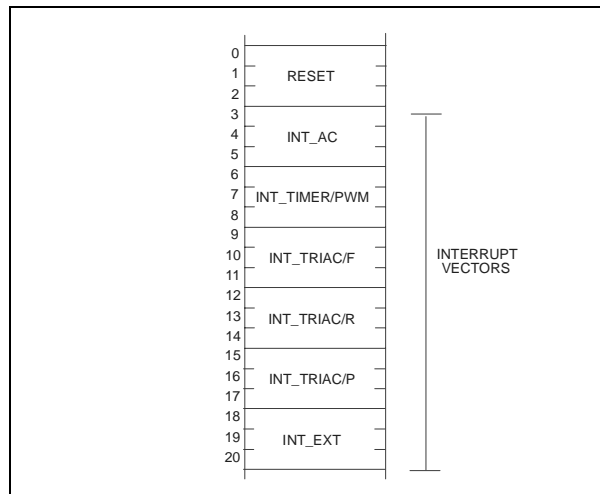 0
1 RESET
2
3
4 INT_AC
5
6
7 INT_TIMER/PWM
8
9
10 INT_TRIAC/F
11
12
13 INT_TRIAC/R
14
15
16 INT_TRIAC/P
17
18
19 INT_EXT
20
INTERRUPT
VECTORS